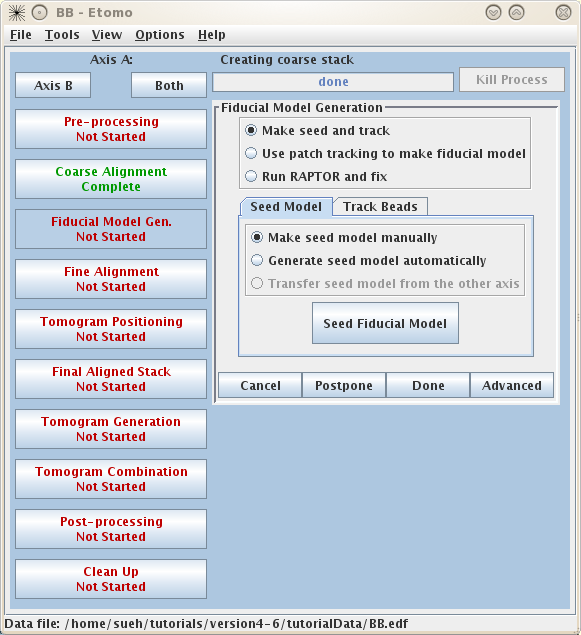 BB - Etomo
File Tools View Options Help
Axis A:
Creating coarse stack
Axis B
Both
done
Kill Process
Pre-processing
Not Started
Coarse Alignment
Complete
Fiducial Model Gen.
Not Started
Fine Alignment
Not Started
Tomogram Positioning
Not Started
Final Aligned Stack
Not Started
Tomogram Generation
Not Started
Tomogram Combination
Not Started
Post-processing
Not Started
Clean Up
Not Started
Fiducial Model Generation
Make seed and track
Use patch tracking to make fiducial model
Run RAPTOR and fix
Seed Model
Track Beads
Make seed model manually
Generate seed model automatically
Transfer seed model from the other axis
Seed Fiducial Model
Cancel
Postpone
Done
Advanced
Data file: /home/sueh/tutorials/version4-6/tutorialData/BB.edf